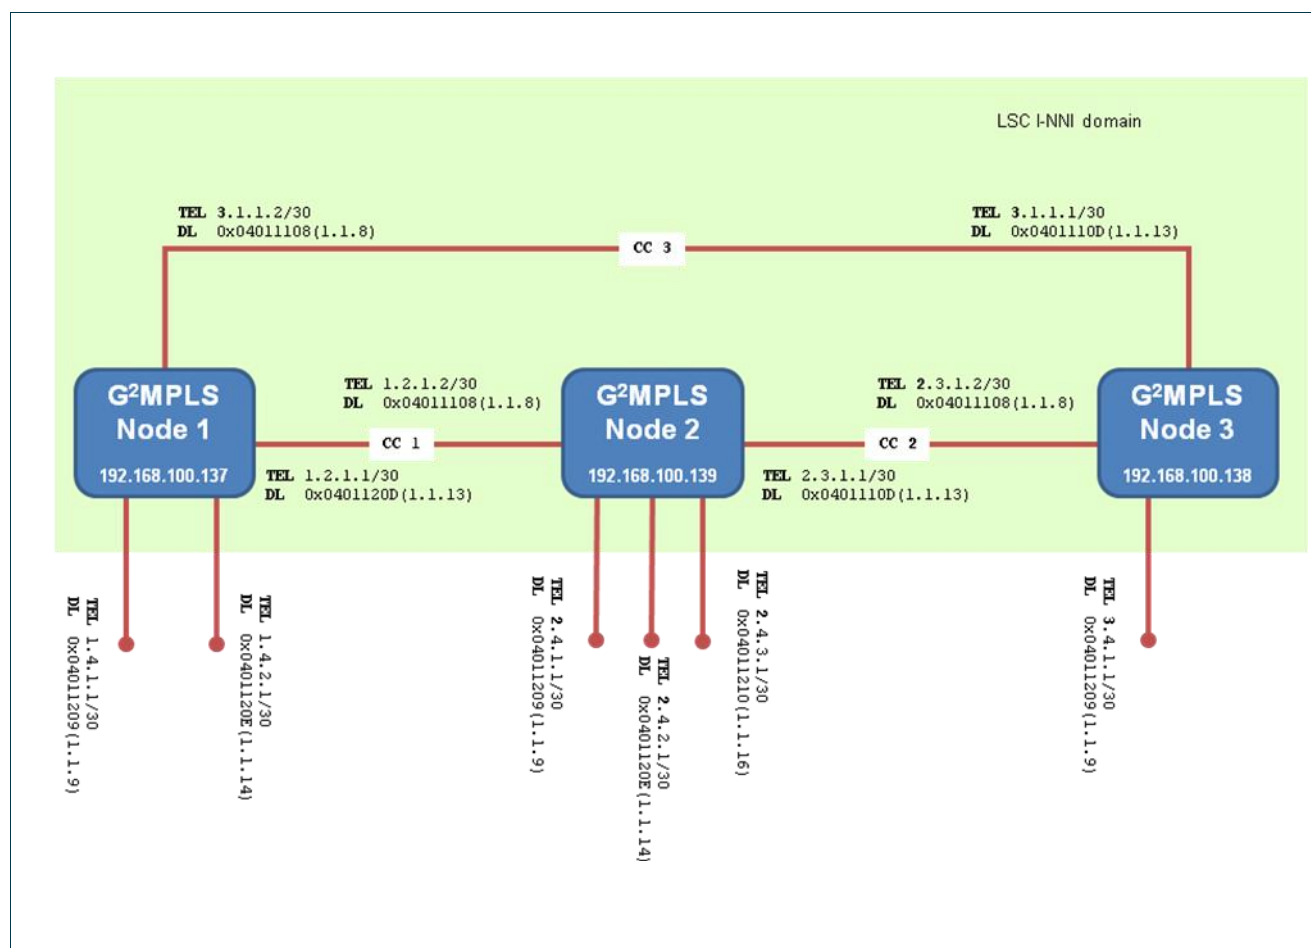 LSC I-NNI domain
TEL 3.1.1.2/30
DL 0x04011108(1.1.8)
TEL 3.1.1.1/30
DL 0x0401110D(1.1.13)
CC 3
G²MPLS
Node 1
192.168.100.137
TEL 1.2.1.2/30
DL 0x04011108(1.1.8)
CC 1
TEL 1.2.1.1/30
DL 0x0401120D(1.1.13)
G²MPLS
Node 2
192.168.100.139
TEL 2.3.1.2/30
DL 0x04011108(1.1.8)
CC 2
TEL 2.3.1.1/30
DL 0x0401110D(1.1.13)
G²MPLS
Node 3
192.168.100.138
TEL 1.4.1.1/30
DL 0x04011209(1.1.9)
TEL 1.4.2.1/30
DL 0x0401120E(1.1.14)
TEL 2.4.1.1/30
DL 0x04011209(1.1.9)
TEL 2.4.2.1/30
DL 0x0401120E(1.1.14)
TEL 2.4.3.1/30
DL 0x04011210(1.1.16)
TEL 3.4.1.1/30
DL 0x04011209(1.1.9)